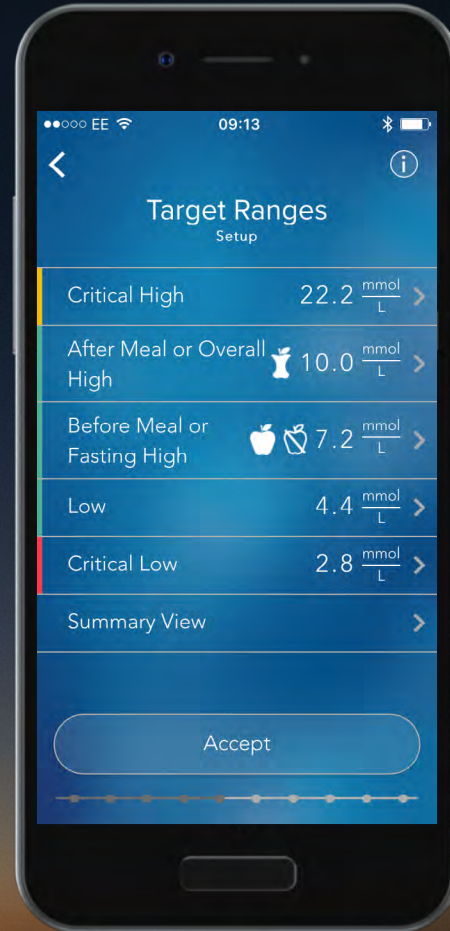 EE 09:13
Target Ranges
Setup
Critical High 22.2 mmol/L
After Meal or Overall
High 10.0 mmol/L
Before Meal or
Fasting High 7.2 mmol/L
Low 4.4 mmol/L
Critical Low 2.8 mmol/L
Summary View
Accept